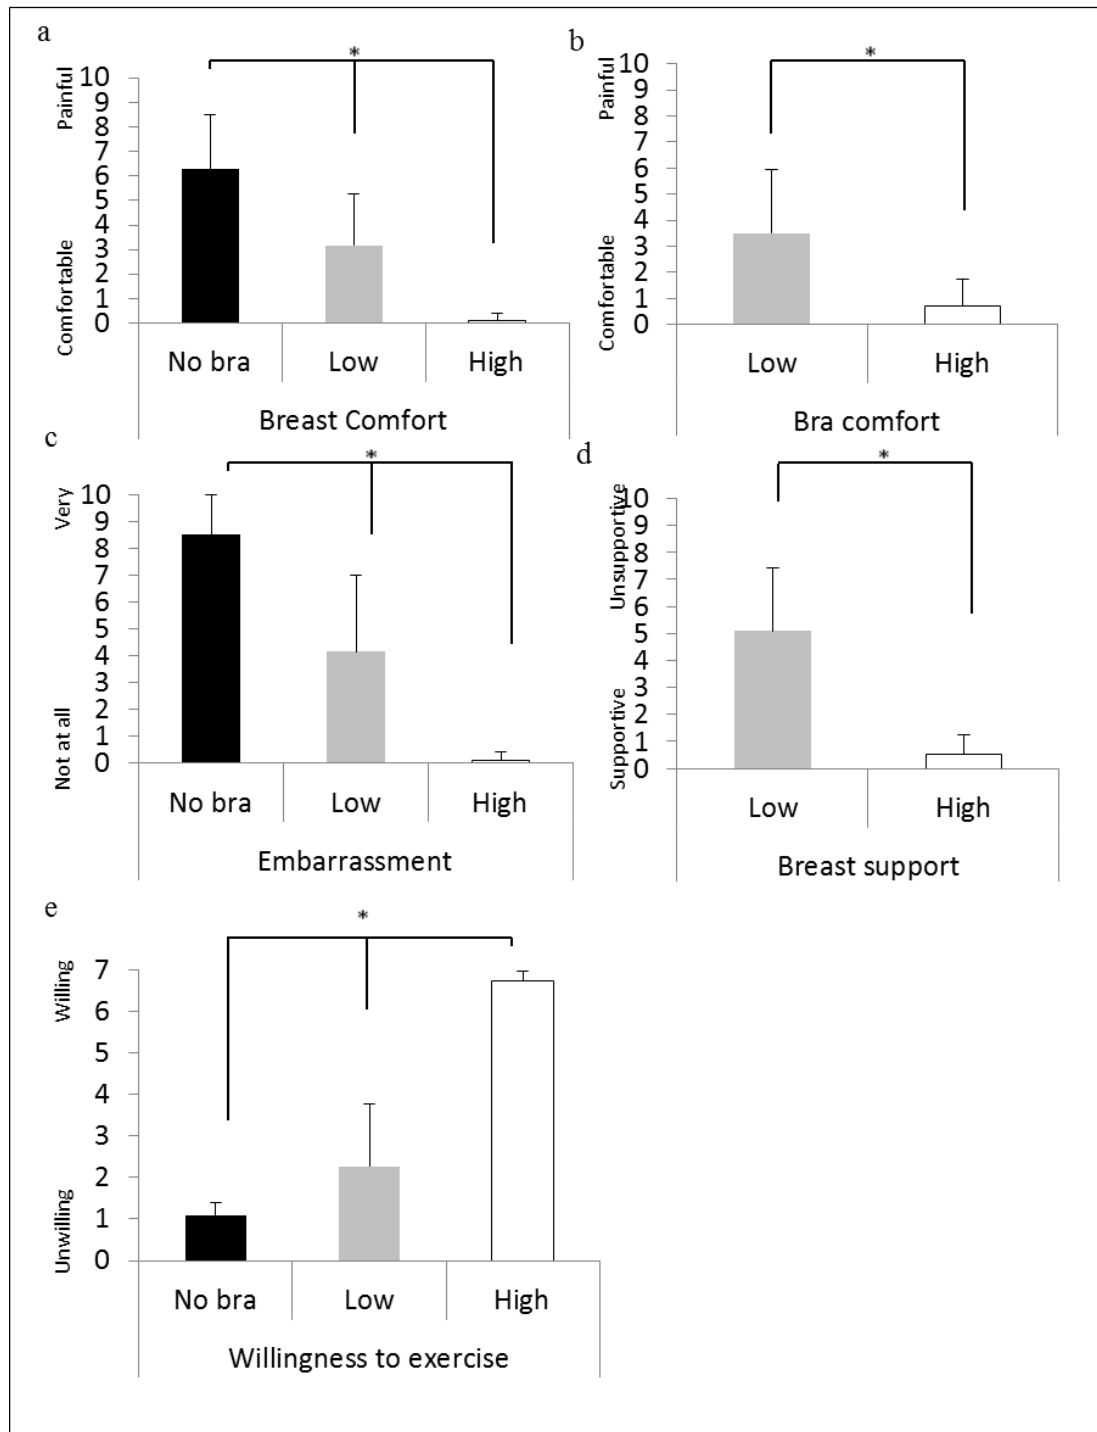 a
*
Painful
Comfortable
10
9
8
7
6
5
4
3
2
1
0
No bra Low High
Breast Comfort
b
*
Painful
Comfortable
10
9
8
7
6
5
4
3
2
1
0
Low High
Bra comfort
c
*
Very
Not at all
10
9
8
7
6
5
4
3
2
1
0
No bra Low High
Embarrassment
d
*
Unsupportive
Supportive
10
9
8
7
6
5
4
3
2
1
0
Low High
Breast support
e
*
Willing
Unwilling
7
6
5
4
3
2
1
0
No bra Low High
Willingness to exercise